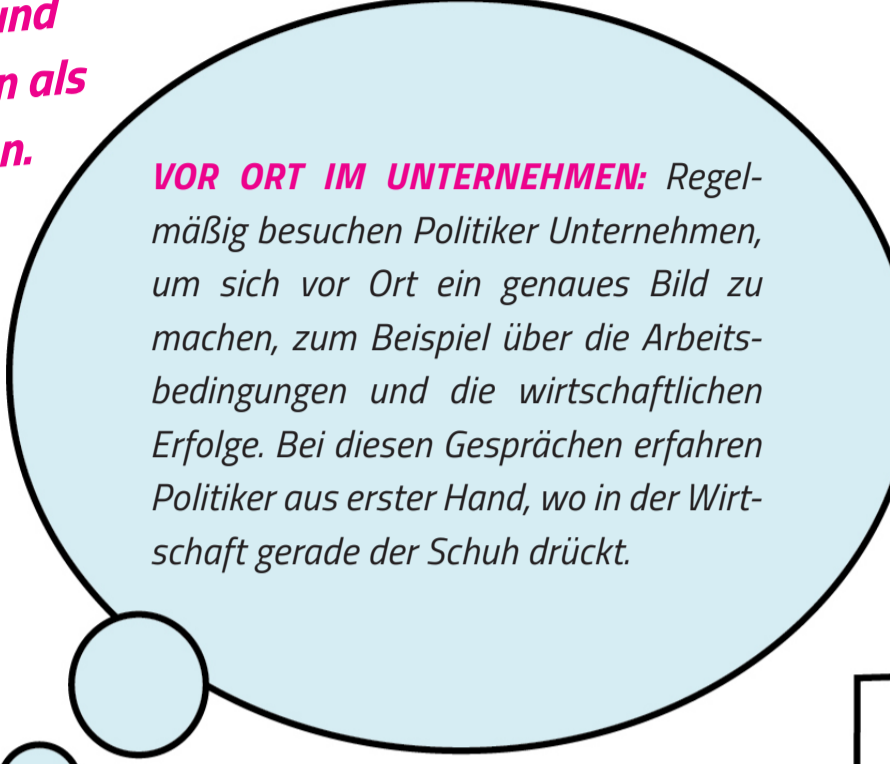 und
n als
n.
VOR ORT IM UNTERNEHMEN: Regel-
mäßig besuchen Politiker Unternehmen,
um sich vor Ort ein genaues Bild zu
machen, zum Beispiel über die Arbeits-
bedingungen und die wirtschaftlichen
Erfolge. Bei diesen Gesprächen erfahren
Politiker aus erster Hand, wo in der Wirt-
schaft gerade der Schuh drückt.